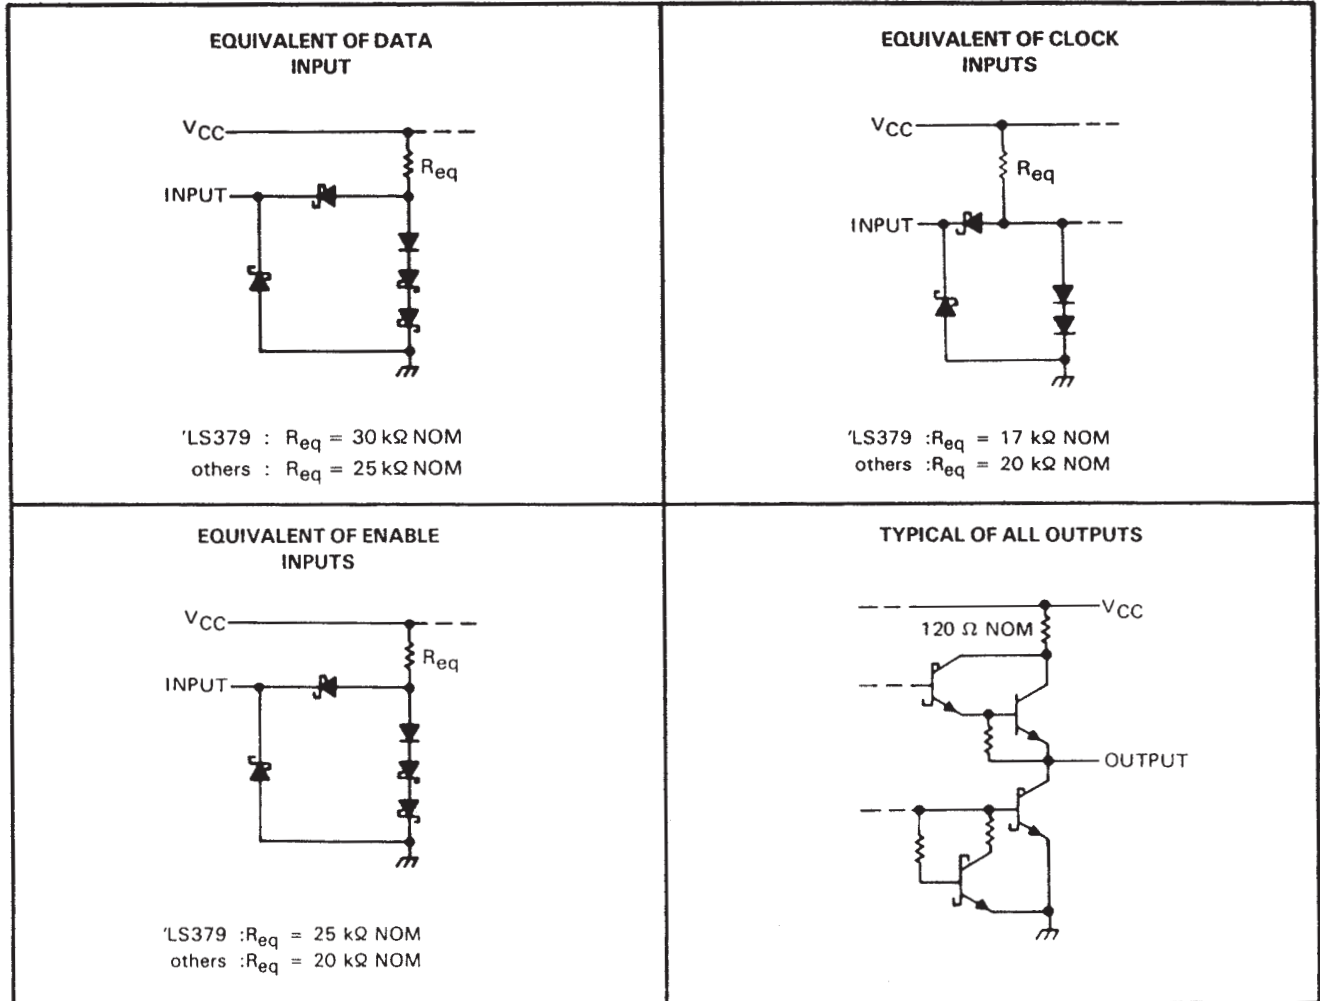 EQUIVALENT OF DATA
INPUT
VCC
Req
INPUT
'LS379 : Req = 30 kΩ NOM
others : Req = 25 kΩ NOM
EQUIVALENT OF CLOCK
INPUTS
VCC
Req
INPUT
'LS379 :Req = 17 kΩ NOM
others :Req = 20 kΩ NOM
EQUIVALENT OF ENABLE
INPUTS
VCC
Req
INPUT
'LS379 :Req = 25 kΩ NOM
others :Req = 20 kΩ NOM
TYPICAL OF ALL OUTPUTS
VCC
120 Ω NOM
OUTPUT